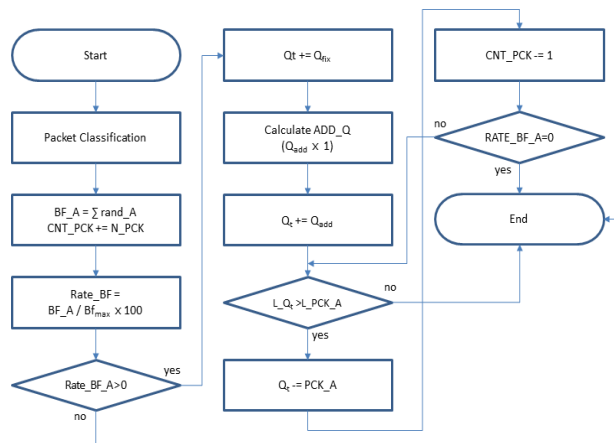 Start
Packet Classification
BF_A = ∑ rand_A
CNT_PCK += N_PCK
Rate_BF =
BF_A / Bfmax x 100
Rate_BF_A>0
yes
no
Qt += Qfix
Calculate ADD_Q
(Qadd x 1)
Qt += Qadd
L_Qt >L_PCK_A
no
yes
Qt -= PCK_A
CNT_PCK -= 1
no
RATE_BF_A=0
yes
End